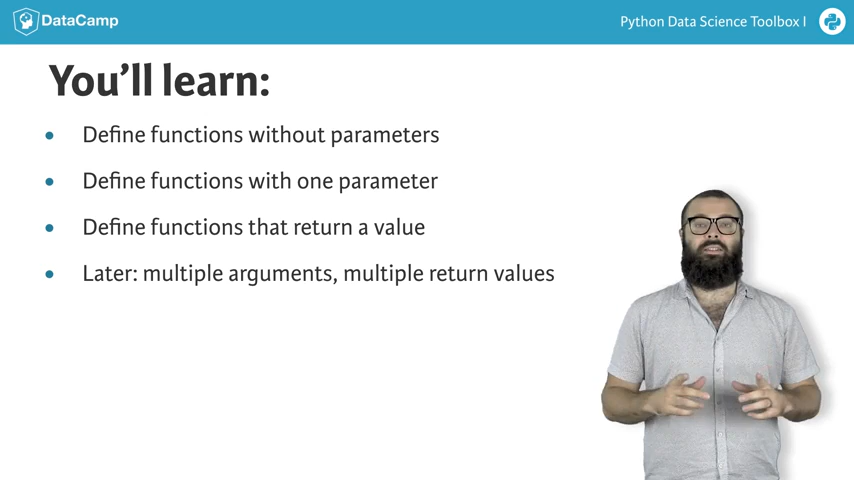 DataCamp
Python Data Science Toolbox I
You'll learn:
• Define functions without parameters
• Define functions with one parameter
• Define functions that return a value
• Later: multiple arguments, multiple return values